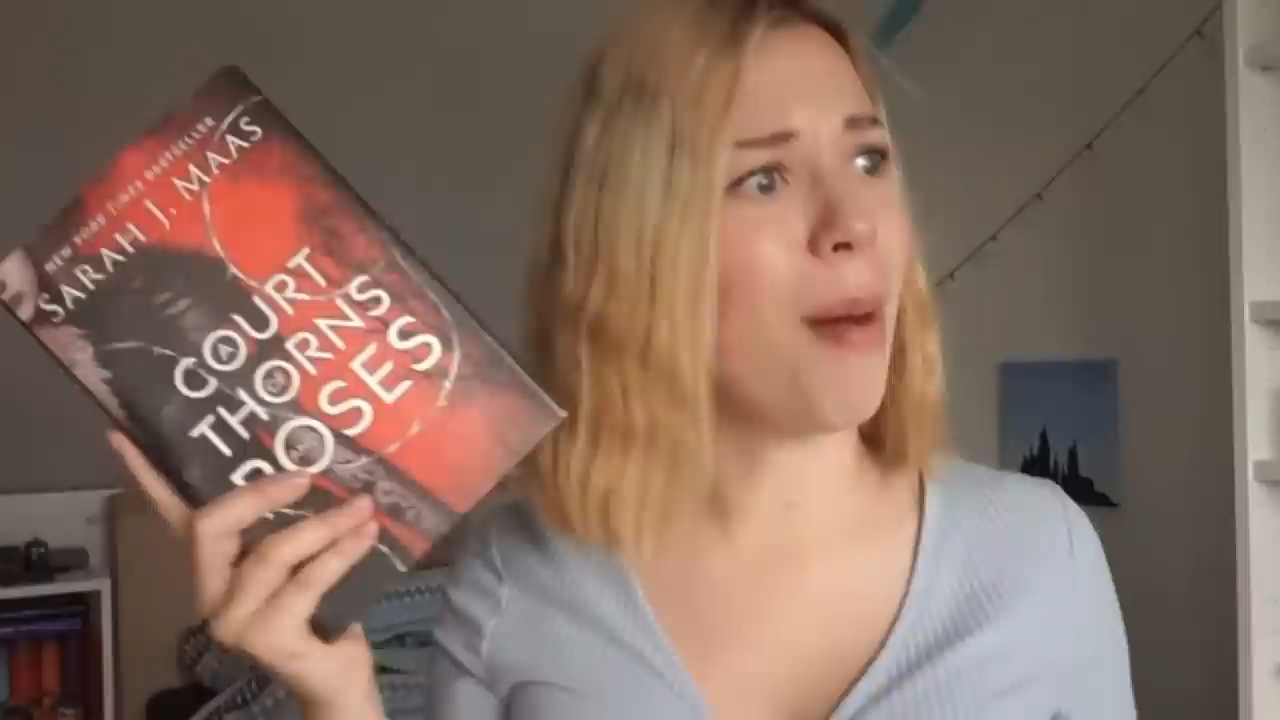 NEW YORK TIMES BESTSELLER
SARAH J. MAAS
A COURT
OF THORNS
AND ROSES